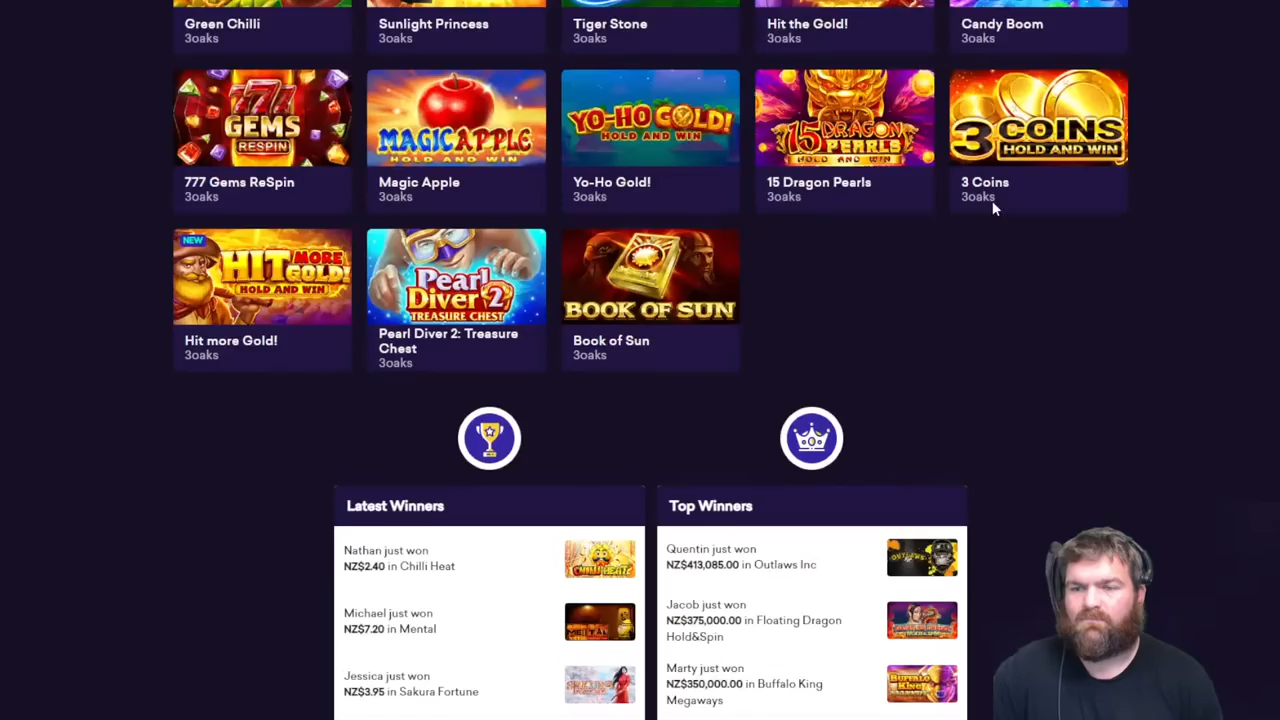 Green Chilli
3oaks
Sunlight Princess
3oaks
Tiger Stone
3oaks
Hit the Gold!
3oaks
Candy Boom
3oaks
777
GEMS
RESPIN
777 Gems ReSpin
3oaks
MAGIC APPLE
HOLD AND WIN
Magic Apple
3oaks
YO-HO GOLD!
HOLD AND WIN
Yo-Ho Gold!
3oaks
15 DRAGON
PEARLS
HOLD AND WIN
15 Dragon Pearls
3oaks
3 COINS
HOLD AND WIN
3 Coins
3oaks
NEW
HIT MORE
GOLD!
HOLD AND WIN
Hit more Gold!
3oaks
Pearl
Diver 2
TREASURE CHEST
Pearl Diver 2: Treasure
Chest
3oaks
BOOK OF SUN
Book of Sun
3oaks
Latest Winners
Nathan just won
NZ$2.40 in Chilli Heat
CHILLI HEAT
Michael just won
NZ$7.20 in Mental
MENTAL
Jessica just won
NZ$3.95 in Sakura Fortune
Top Winners
Quentin just won
NZ$413,085.00 in Outlaws Inc
OUTLAWS
Jacob just won
NZ$375,000.00 in Floating Dragon
Hold&Spin
Marty just won
NZ$350,000.00 in Buffalo King
Megaways
BUFFALO
KING